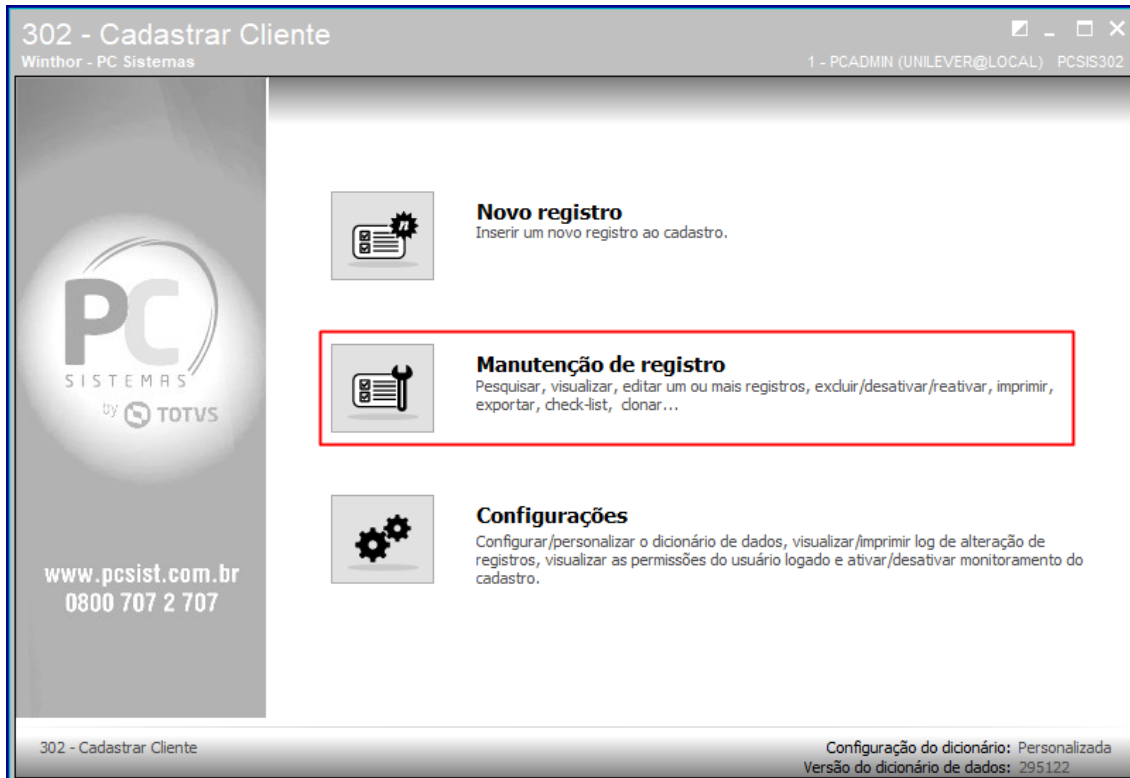 302 - Cadastrar Cliente
Winthor - PC Sistemas
1 - PCADMIN (UNILEVER@LOCAL) PCSIS302
PC
SISTEMAS
by TOTVS
www.pcsist.com.br
0800 707 2 707
Novo registro
Inserir um novo registro ao cadastro.
Manutenção de registro
Pesquisar, visualizar, editar um ou mais registros, excluir/desativar/reativar, imprimir,
exportar, check-list, clonar...
Configurações
Configurar/personalizar o dicionário de dados, visualizar/imprimir log de alteração de
registros, visualizar as permissões do usuário logado e ativar/desativar monitoramento do
cadastro.
302 - Cadastrar Cliente
Configuração do dicionário: Personalizada
Versão do dicionário de dados: 295122